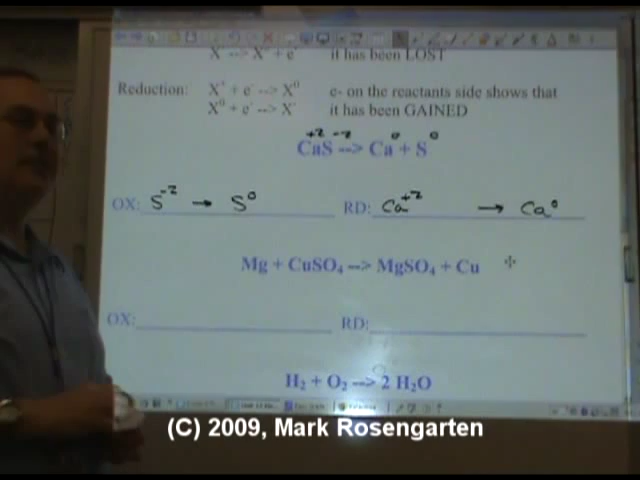 X⁻ --> X⁰ + e⁻ it has been LOST
Reduction: X⁺ + e⁻ --> X⁰ e- on the reactants side shows that
X⁰ + e⁻ --> X⁻ it has been GAINED
+2 -2 0 0
CaS --> Ca + S
OX: S⁻² → S⁰ RD: Ca⁺² → Ca⁰
Mg + CuSO₄ --> MgSO₄ + Cu
OX: RD:
H₂ + O₂ --> 2 H₂O
(C) 2009, Mark Rosengarten